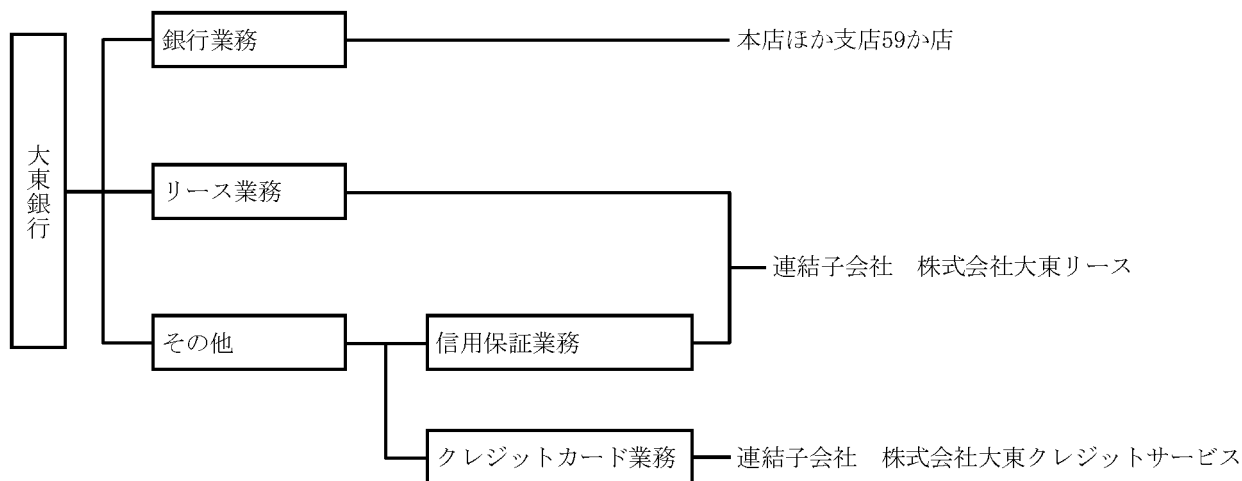 銀行業務
本店ほか支店59か店
大東銀行
リース業務
連結子会社　株式会社大東リース
その他
信用保証業務
クレジットカード業務
連結子会社　株式会社大東クレジットサービス